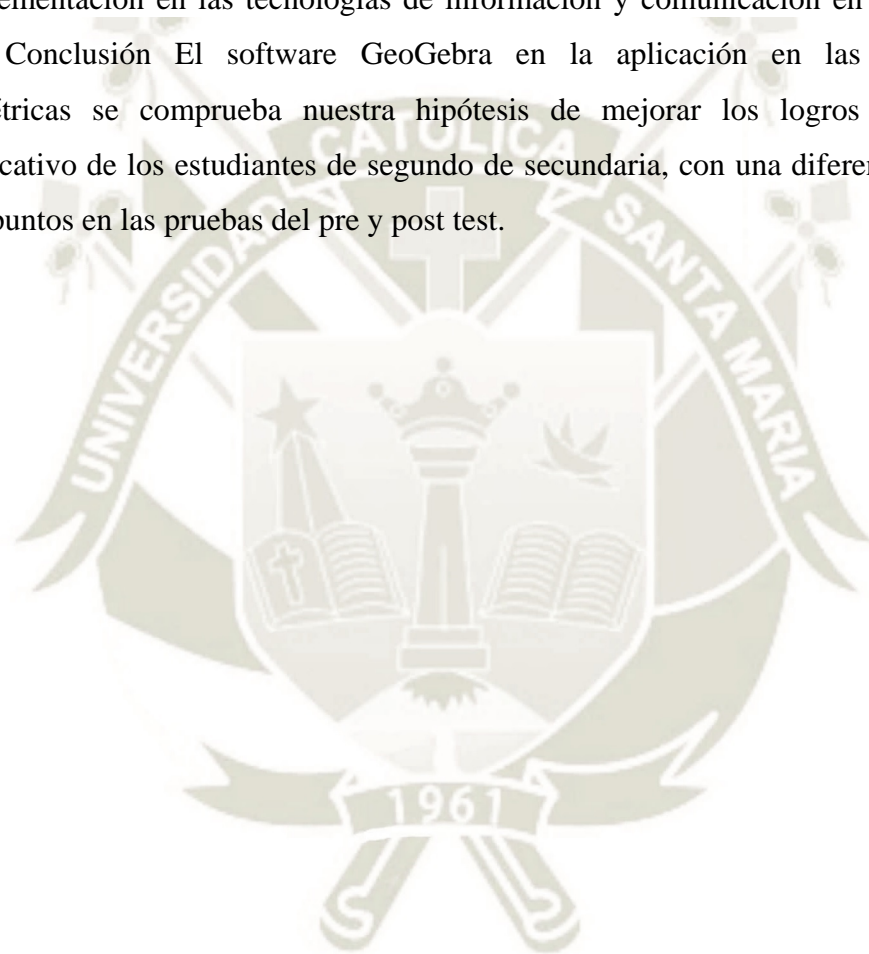 ementación en las tecnologías de información y comunicación en
Conclusión El software GeoGebra en la aplicación en las
tricas se comprueba nuestra hipótesis de mejorar los logros
cativo de los estudiantes de segundo de secundaria, con una diferen
puntos en las pruebas del pre y post test.
UNIVERSIDAD CATOLICA SANTA MARIA
1961